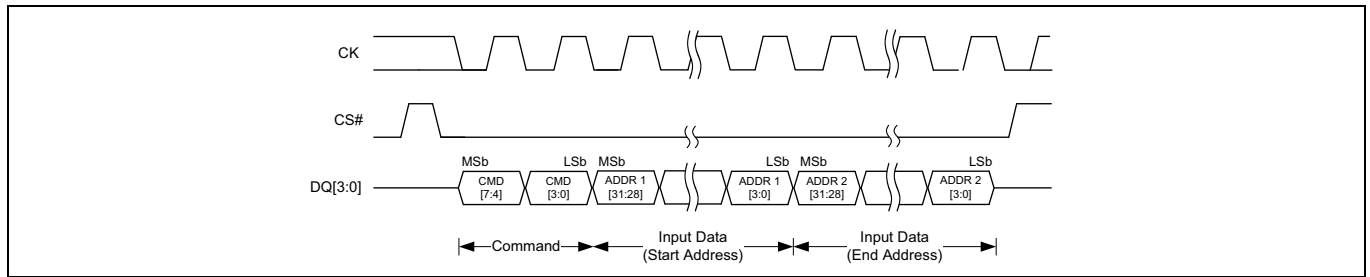 CK
CS#
MSb LSb MSb LSb MSb LSb
DQ[3:0]
CMD [7:4]
CMD [3:0]
ADDR 1 [31:28]
ADDR 1 [3:0]
ADDR 2 [31:28]
ADDR 2 [3:0]
Command
Input Data
(Start Address)
Input Data
(End Address)